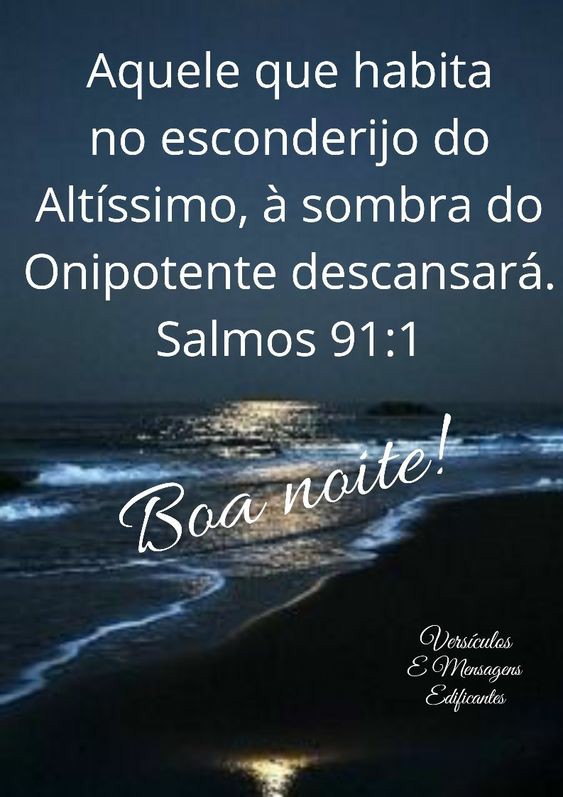 Aquele que habita
no esconderijo do
Altíssimo, à sombra do
Onipotente descansará.
Salmos 91:1
Boa noite!
Versículos
E Mensagens
Edificantes